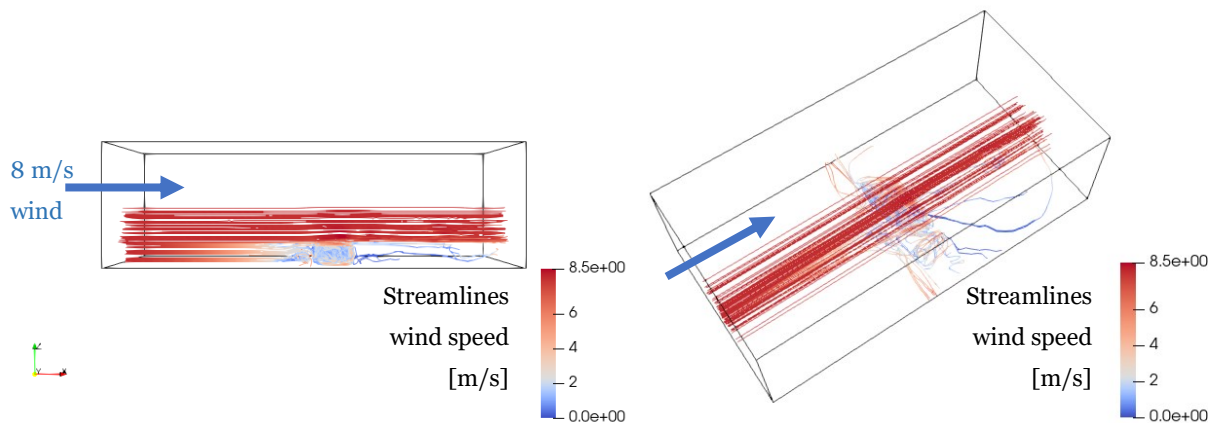 8 m/s
wind
Streamlines
wind speed
[m/s]
8.5e+00
6
4
2
0.0e+00
Y
X
Streamlines
wind speed
[m/s]
8.5e+00
6
4
2
0.0e+00